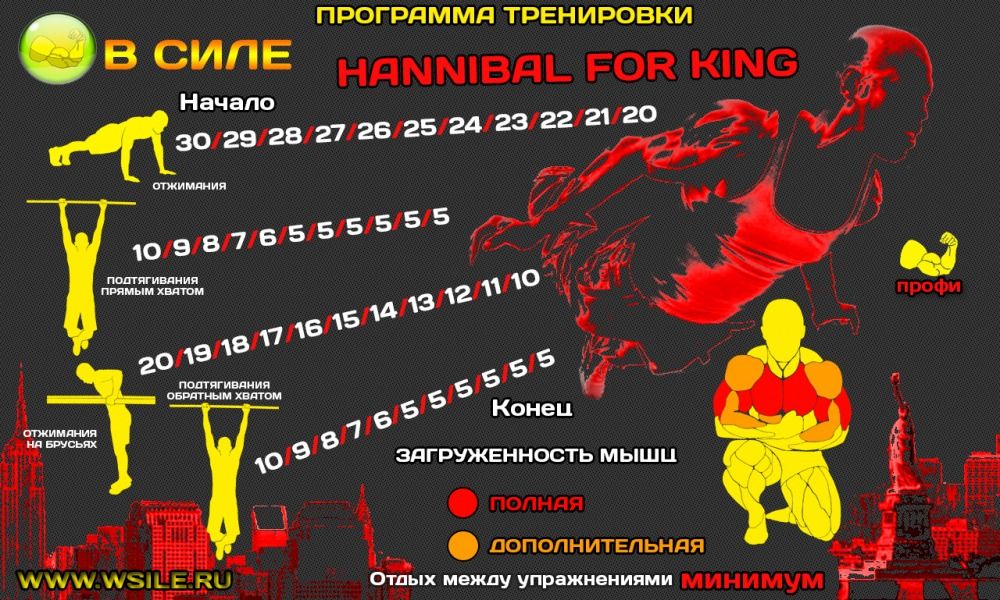 ПРОГРАММА ТРЕНИРОВКИ
В СИЛЕ
HANNIBAL FOR KING
Начало
30/29/28/27/26/25/24/23/22/21/20
ОТЖИМАНИЯ
10/9/8/7/6/5/5/5/5/5/5
ПОДТЯГИВАНИЯ
ПРЯМЫМ ХВАТОМ
профи
20/19/18/17/16/15/14/13/12/11/10
ОТЖИМАНИЯ
НА БРУСЬЯХ
ПОДТЯГИВАНИЯ
ОБРАТНЫМ ХВАТОМ
10/9/8/7/6/5/5/5/5/5/5
Конец
ЗАГРУЖЕННОСТЬ МЫШЦ
ПОЛНАЯ
ДОПОЛНИТЕЛЬНАЯ
WWW.WSILE.RU
Отдых между упражнениями МИНИМУМ